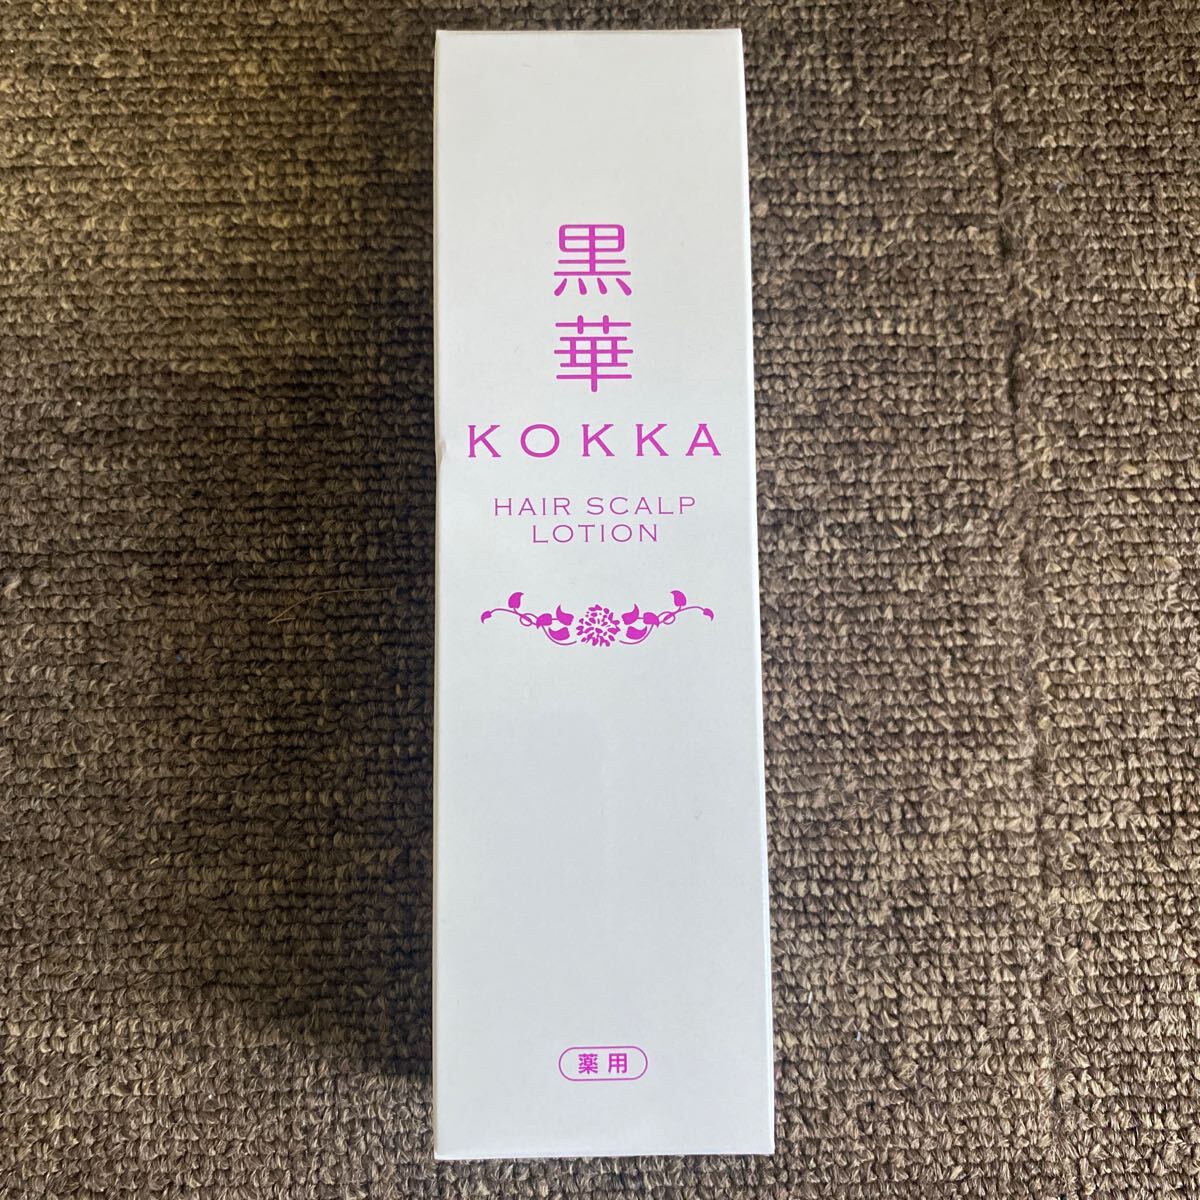 黒華
KOKKA
HAIR SCALP
LOTION
薬用